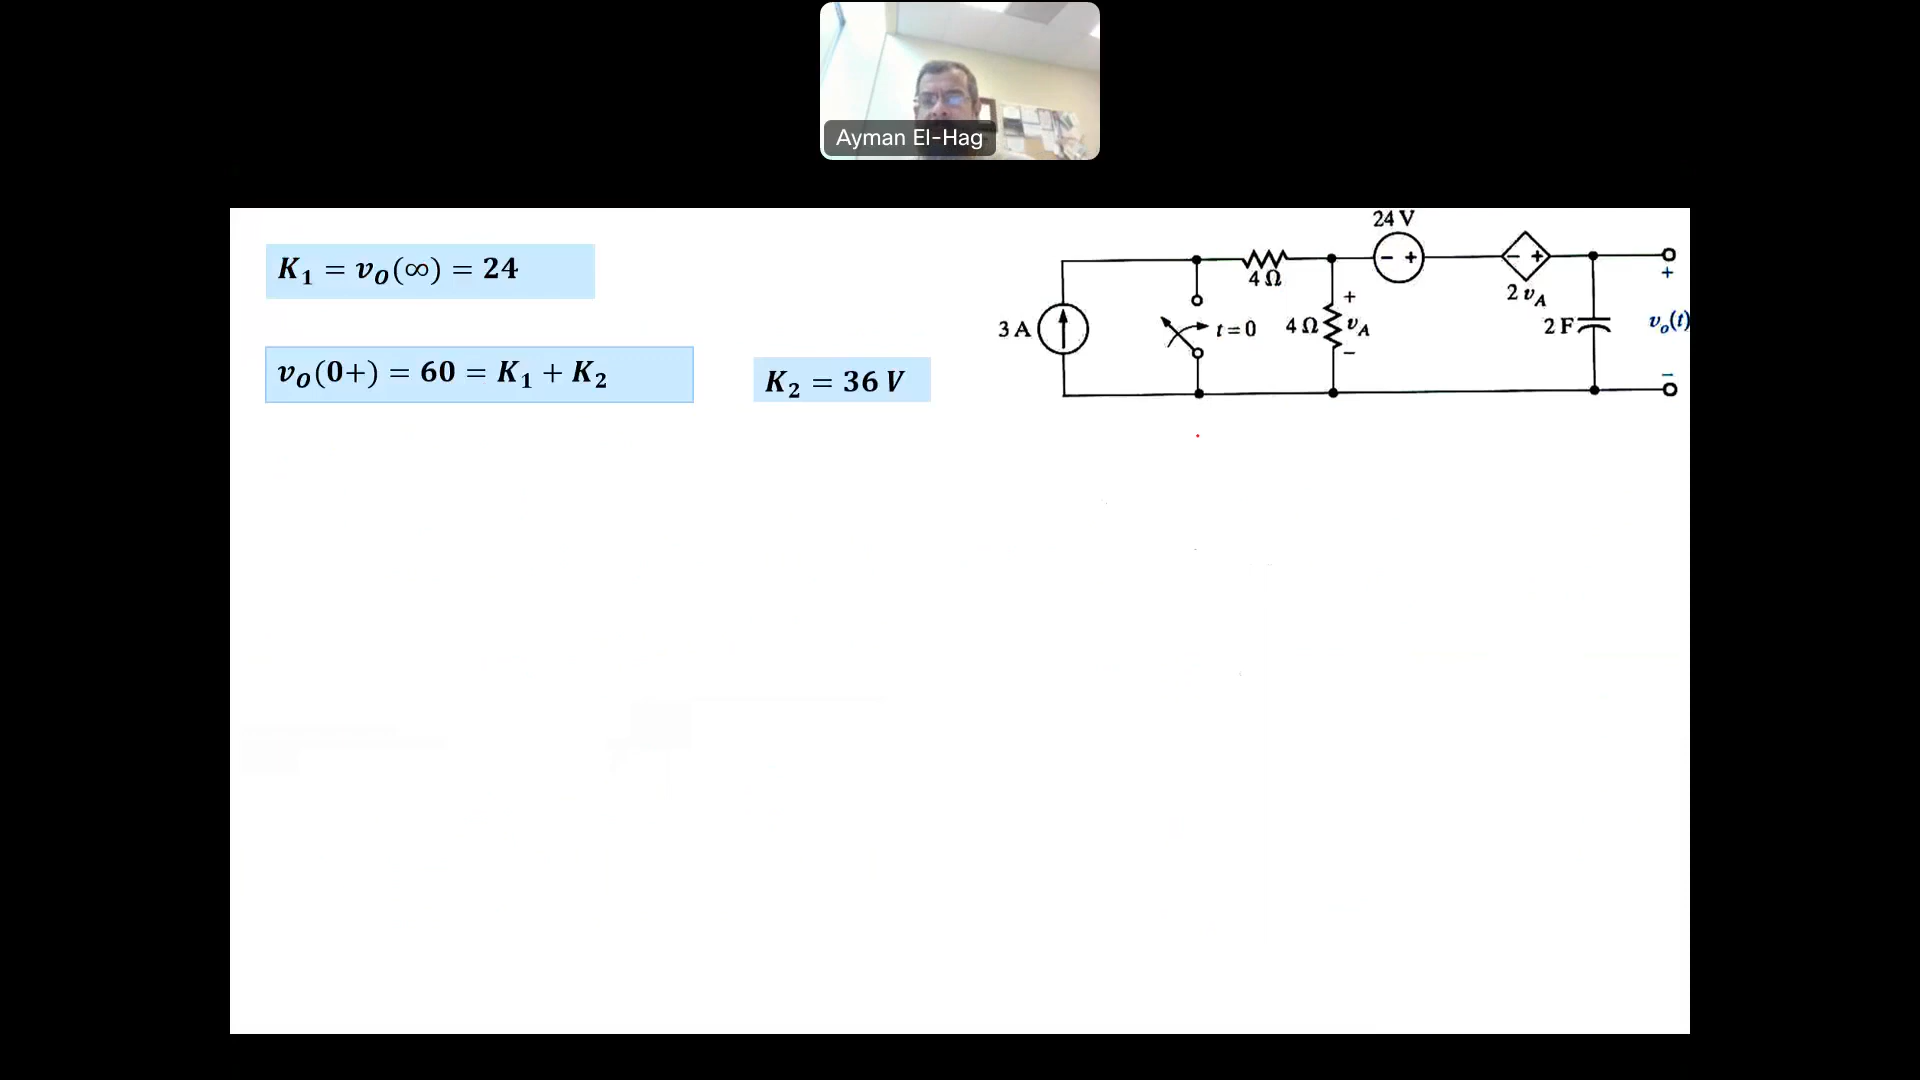 Ayman El-Hag
K₁ = v_O(∞) = 24
v_O(0+) = 60 = K₁ + K₂
K₂ = 36 V
24 V
- +
- +
4 Ω
2 v_A
+
3 A
t = 0
4 Ω
+
v_A
-
2 F
v_o(t)
-